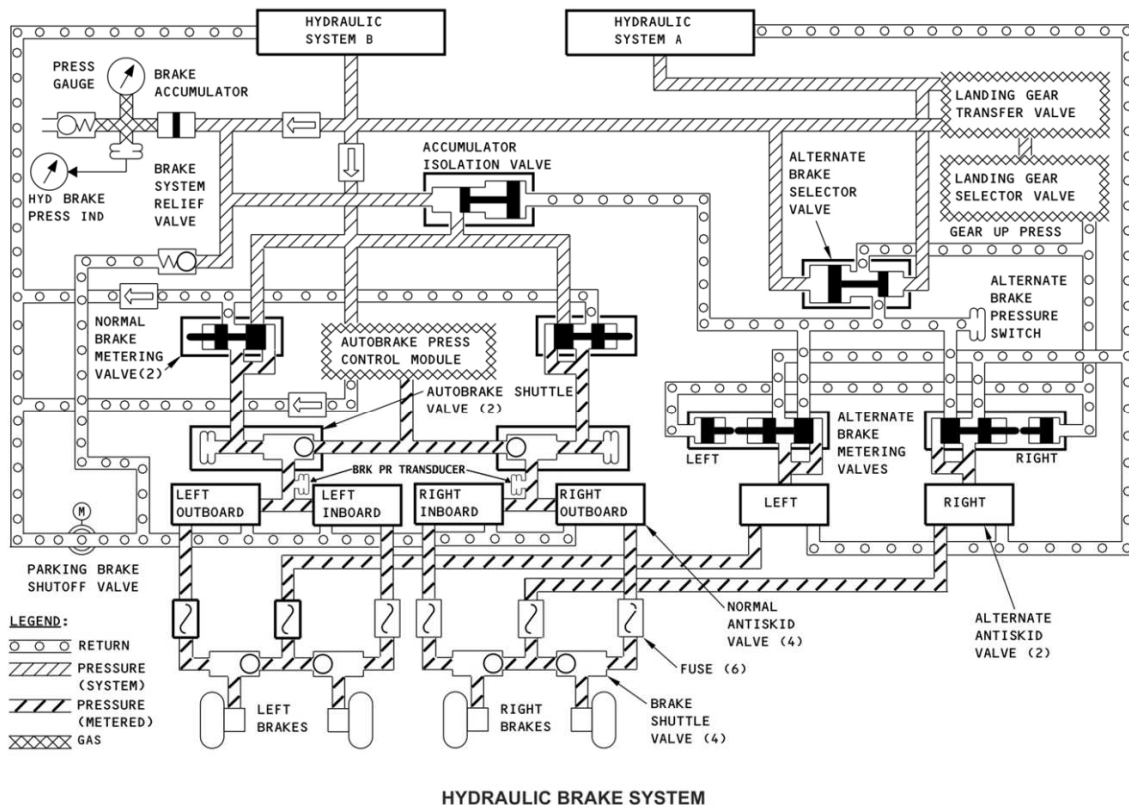 HYDRAULIC
SYSTEM B
HYDRAULIC
SYSTEM A
PRESS
GAUGE
BRAKE
ACCUMULATOR
LANDING GEAR
TRANSFER VALVE
ACCUMULATOR
ISOLATION VALVE
ALTERNATE
BRAKE
SELECTOR
VALVE
LANDING GEAR
SELECTOR VALVE
HYD BRAKE
PRESS IND
BRAKE
SYSTEM
RELIEF
VALVE
GEAR UP PRESS
ALTERNATE
BRAKE
PRESSURE
SWITCH
NORMAL
BRAKE
METERING
VALVE(2)
AUTOBRAKE PRESS
CONTROL MODULE
AUTOBRAKE SHUTTLE
VALVE (2)
LEFT
ALTERNATE
BRAKE
METERING
VALVES
RIGHT
BRK PR TRANSDUCER
LEFT
OUTBOARD
LEFT
INBOARD
RIGHT
INBOARD
RIGHT
OUTBOARD
LEFT
RIGHT
M
PARKING BRAKE
SHUTOFF VALVE
NORMAL
ANTISKID
VALVE (4)
ALTERNATE
ANTISKID
VALVE (2)
FUSE (6)
LEGEND:
RETURN
PRESSURE
(SYSTEM)
PRESSURE
(METERED)
GAS
LEFT
BRAKES
RIGHT
BRAKES
BRAKE
SHUTTLE
VALVE (4)
HYDRAULIC BRAKE SYSTEM